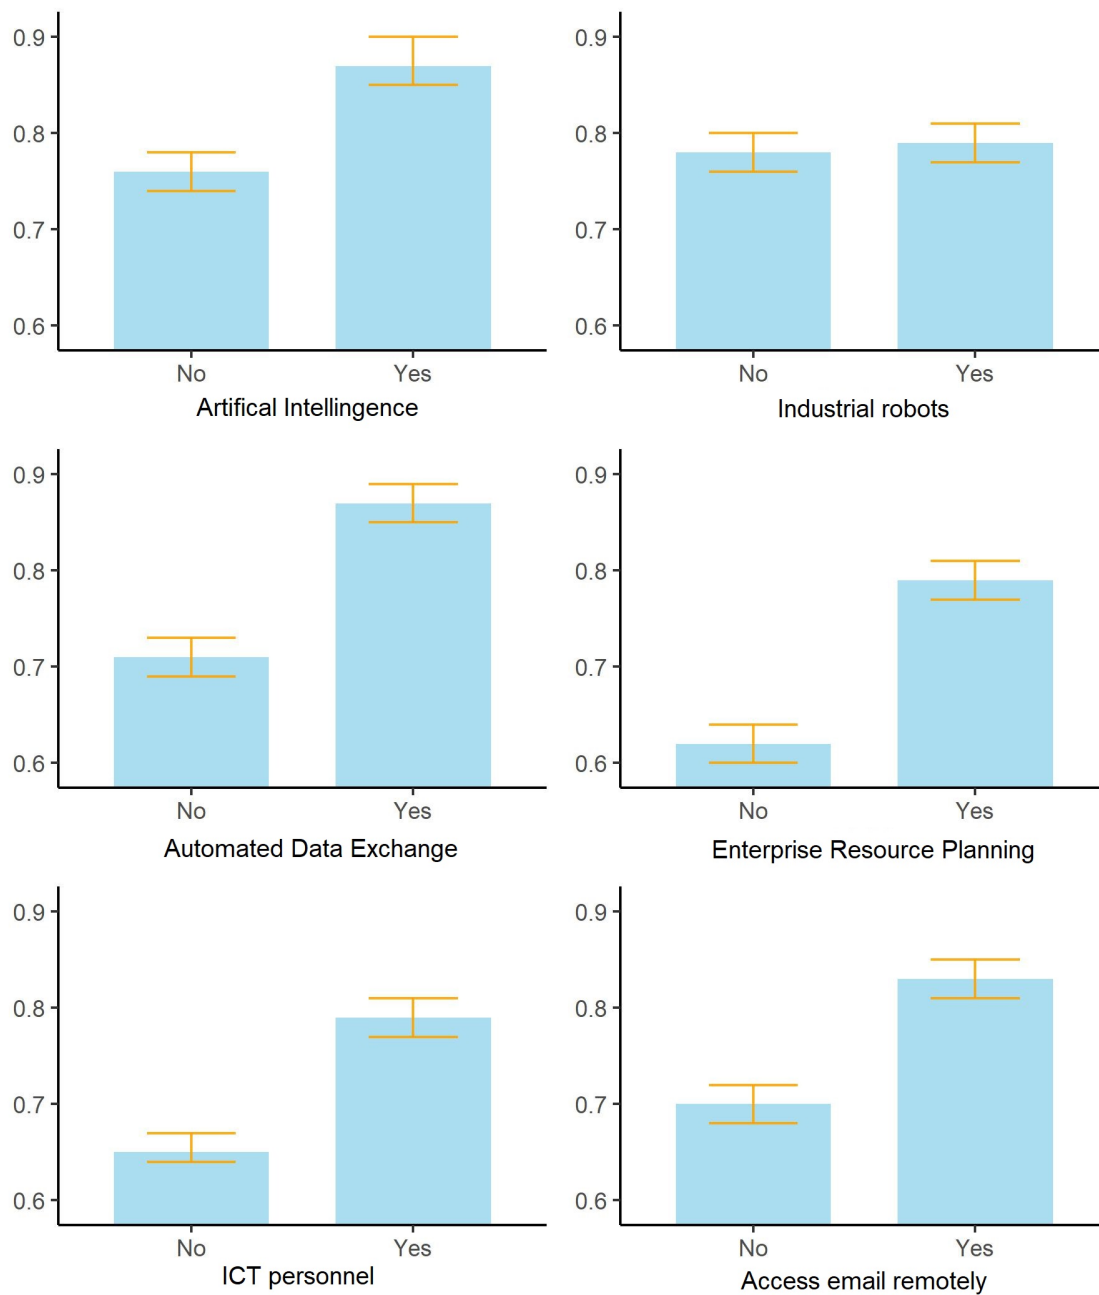 0.9
0.8
0.7
0.6
No Yes
Artifical Intellingence
0.9
0.8
0.7
0.6
No Yes
Industrial robots
0.9
0.8
0.7
0.6
No Yes
Automated Data Exchange
0.9
0.8
0.7
0.6
No Yes
Enterprise Resource Planning
0.9
0.8
0.7
0.6
No Yes
ICT personnel
0.9
0.8
0.7
0.6
No Yes
Access email remotely